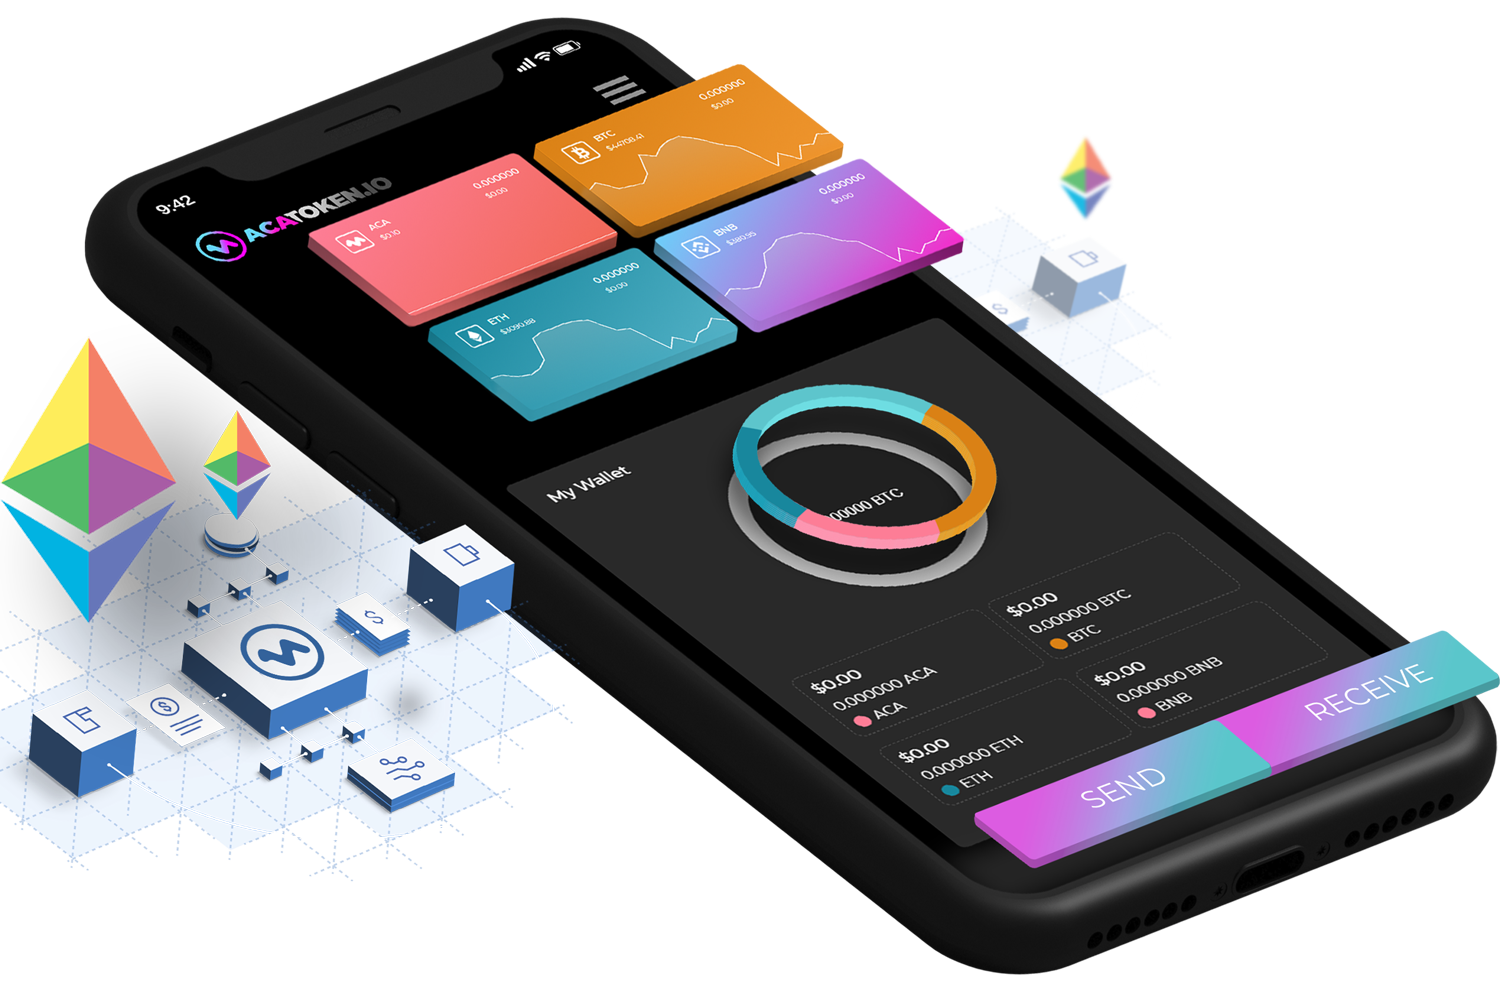 9:42
ACATOKEN.IO
ACA
$0.10
0.000000
$0.00
BTC
$44708.41
0.000000
$0.00
ETH
$3090.88
0.000000
$0.00
BNB
$380.95
0.000000
$0.00
My Wallet
00000 BTC
$0.00
0.000000 ACA
ACA
$0.00
0.000000 BTC
BTC
$0.00
0.000000 ETH
ETH
$0.00
0.000000 BNB
BNB
SEND
RECEIVE
$
$
$